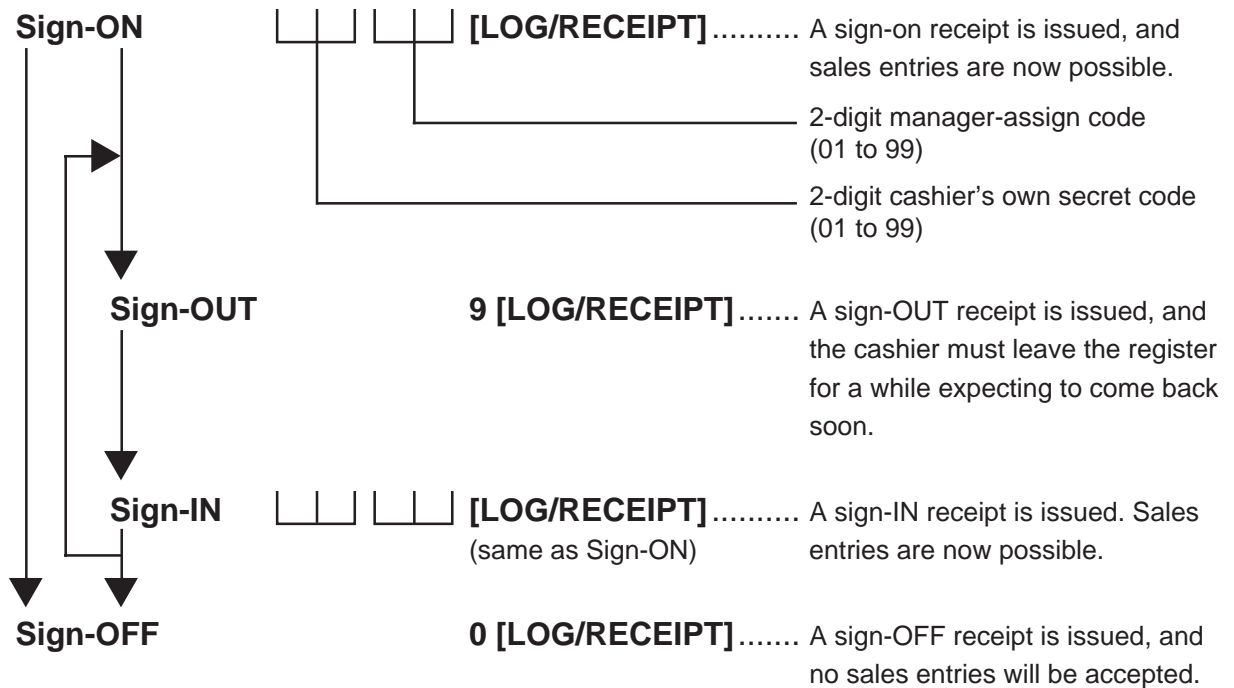 Sign-ON [LOG/RECEIPT].......... A sign-on receipt is issued, and
sales entries are now possible.
2-digit manager-assign code
(01 to 99)
2-digit cashier's own secret code
(01 to 99)
Sign-OUT 9 [LOG/RECEIPT]....... A sign-OUT receipt is issued, and
the cashier must leave the register
for a while expecting to come back
soon.
Sign-IN [LOG/RECEIPT].......... A sign-IN receipt is issued. Sales
(same as Sign-ON) entries are now possible.
Sign-OFF 0 [LOG/RECEIPT]....... A sign-OFF receipt is issued, and
no sales entries will be accepted.